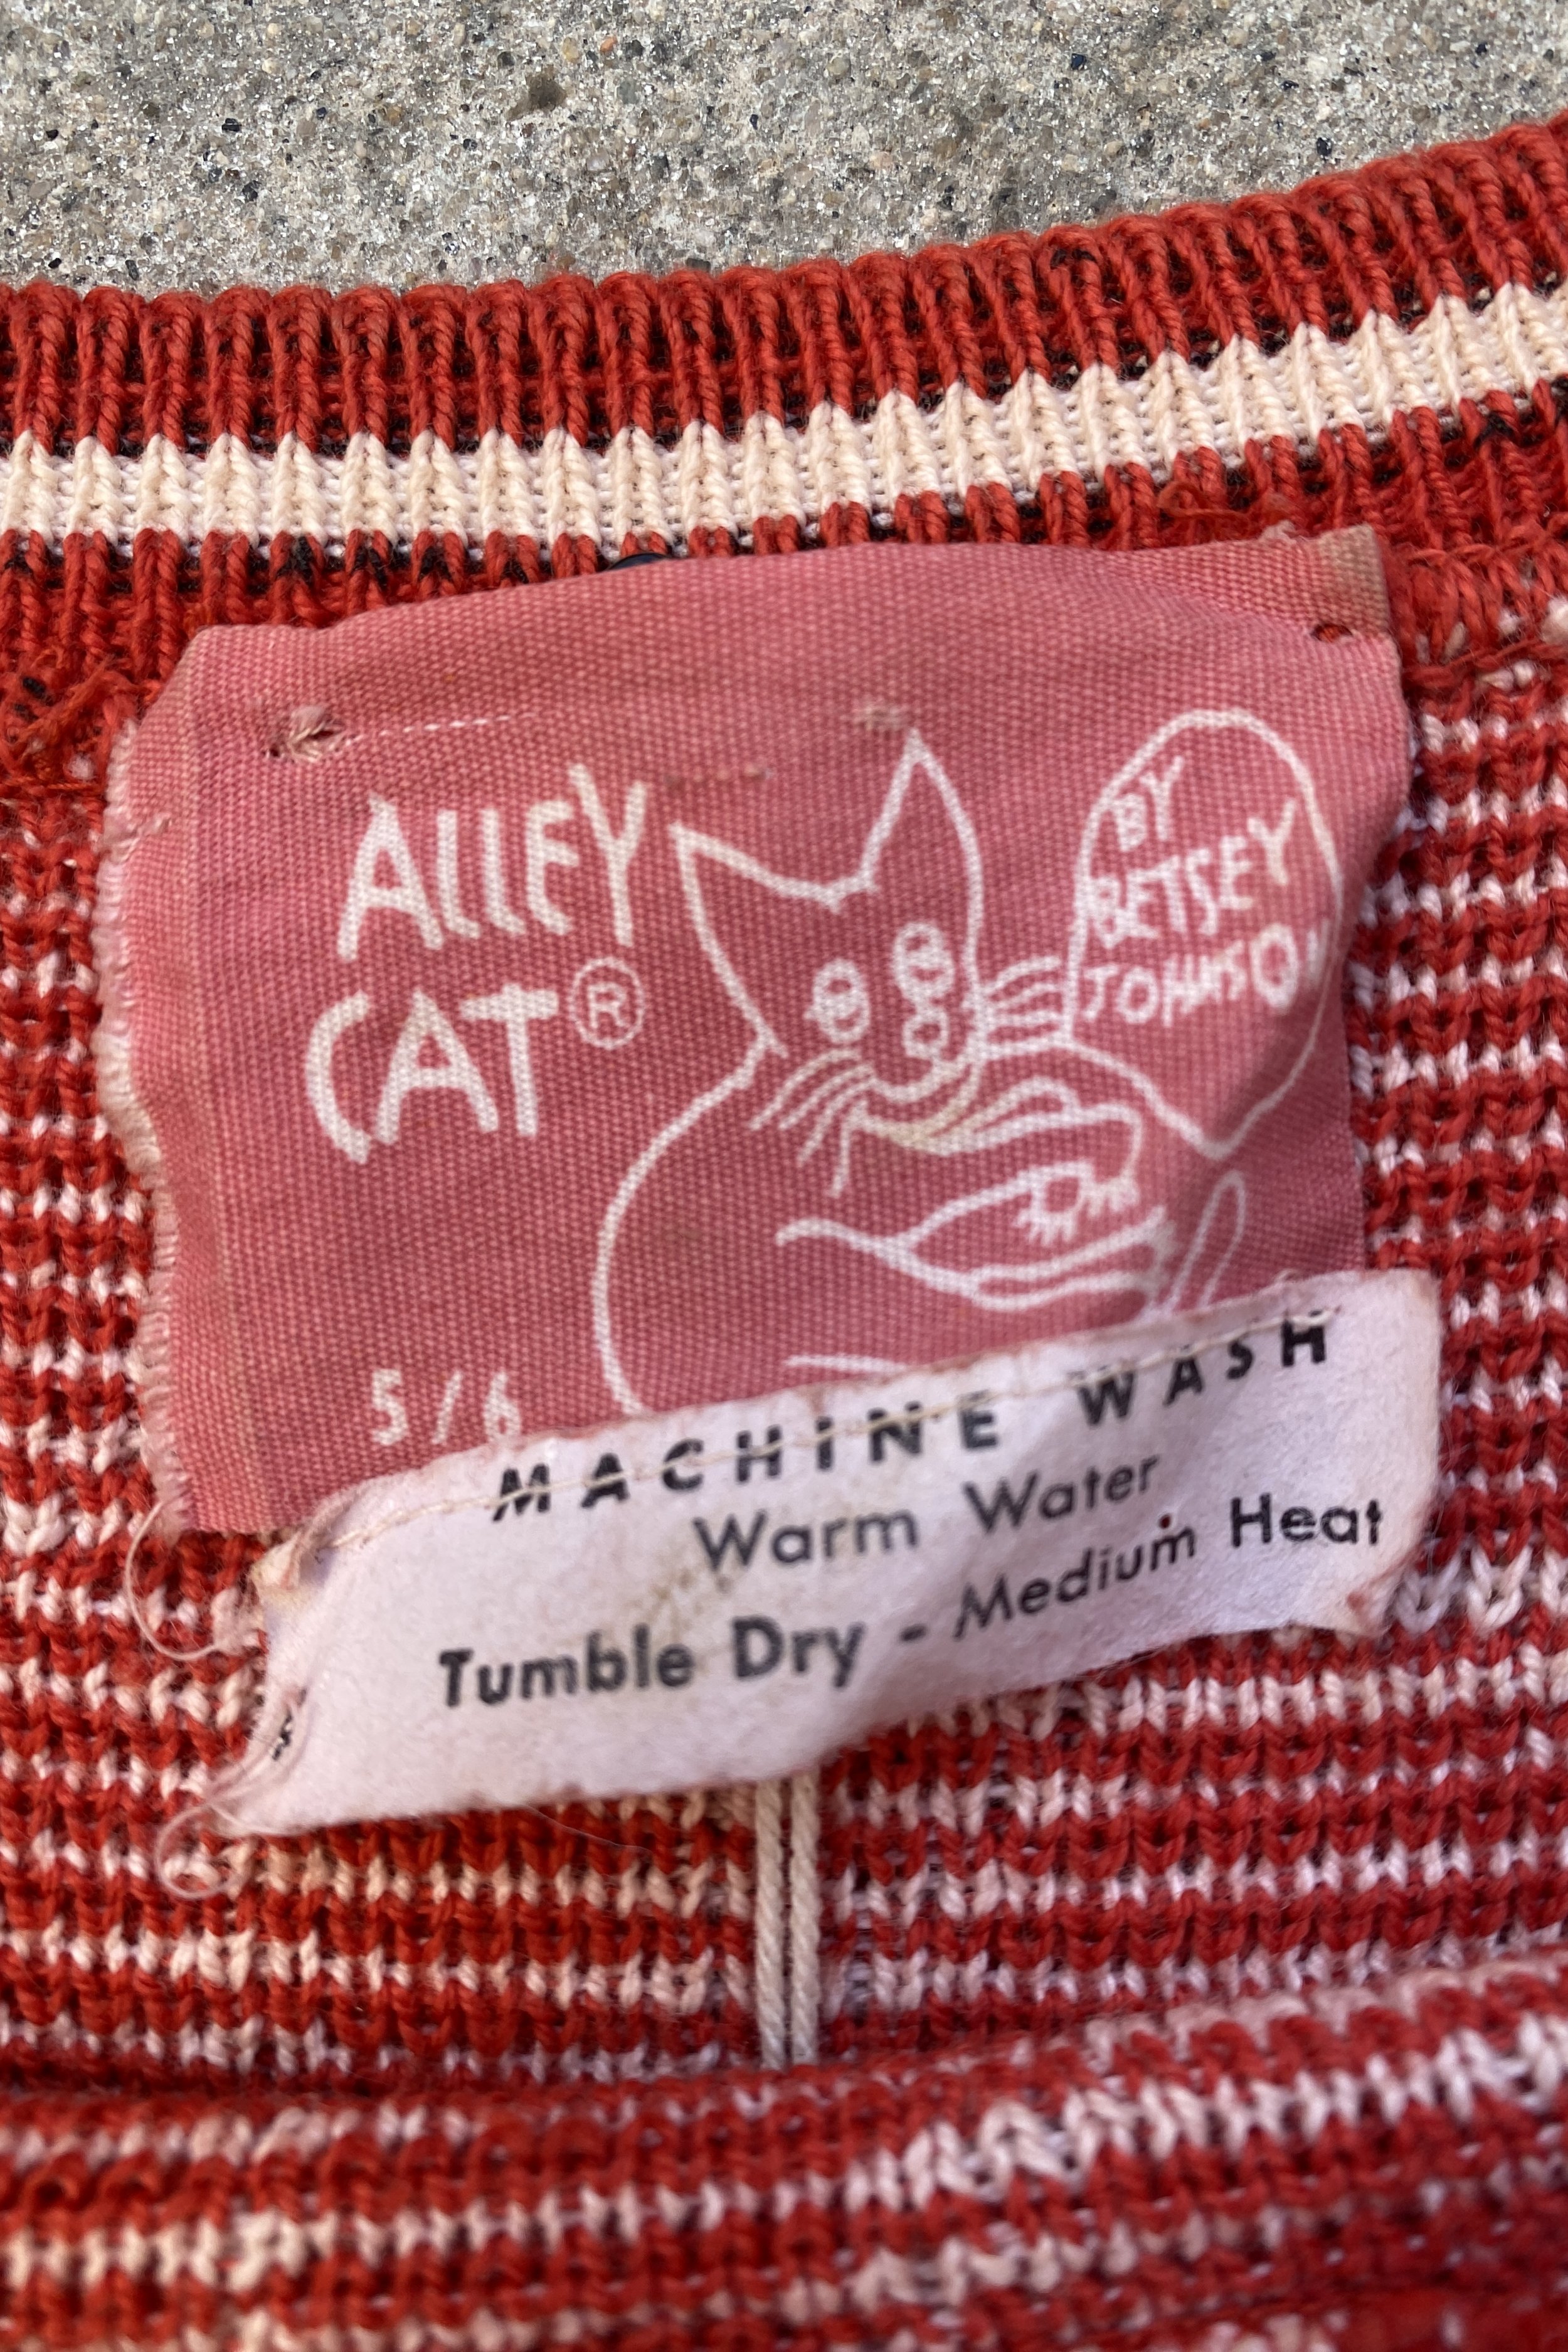 ALLEY
CAT®
BY
BETSEY
JOHNSON
5/6
MACHINE WASH
Warm Water
Tumble Dry - Medium Heat